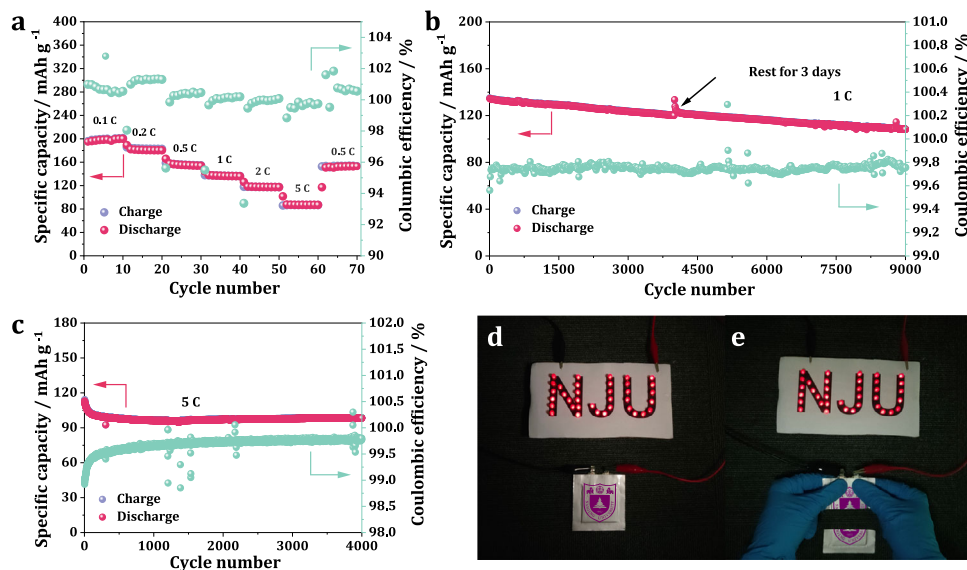 a
Specific capacity / mAh g⁻¹
400
360
320
280
240
200
160
120
80
40
0
0.1 C
0.2 C
0.5 C
1 C
2 C
5 C
0.5 C
Charge
Discharge
0 10 20 30 40 50 60 70
Cycle number
104
102
100
98
96
94
92
90
Columbic efficiency / %
b
Specific capacity / mAh g⁻¹
200
160
120
80
40
0
Rest for 3 days
1 C
Charge
Discharge
0 1500 3000 4500 6000 7500 9000
Cycle number
101.0
100.8
100.6
100.4
100.2
100.0
99.8
99.6
99.4
99.2
99.0
Coulombic efficiency / %
c
Specific capacity / mAh g⁻¹
180
150
120
90
60
30
0
5 C
Charge
Discharge
0 1000 2000 3000 4000
Cycle number
102.0
101.5
101.0
100.5
100.0
99.5
99.0
98.5
98.0
Coulombic efficiency / %
d
NJU
e
NJU